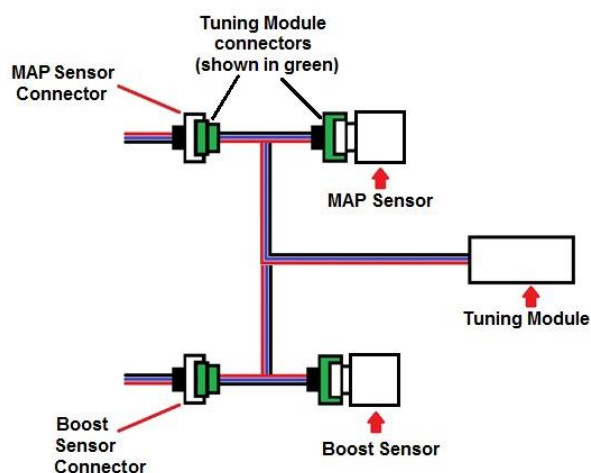 Tuning Module
connectors
(shown in green)
MAP Sensor
Connector
MAP Sensor
Tuning Module
Boost
Sensor
Connector
Boost Sensor